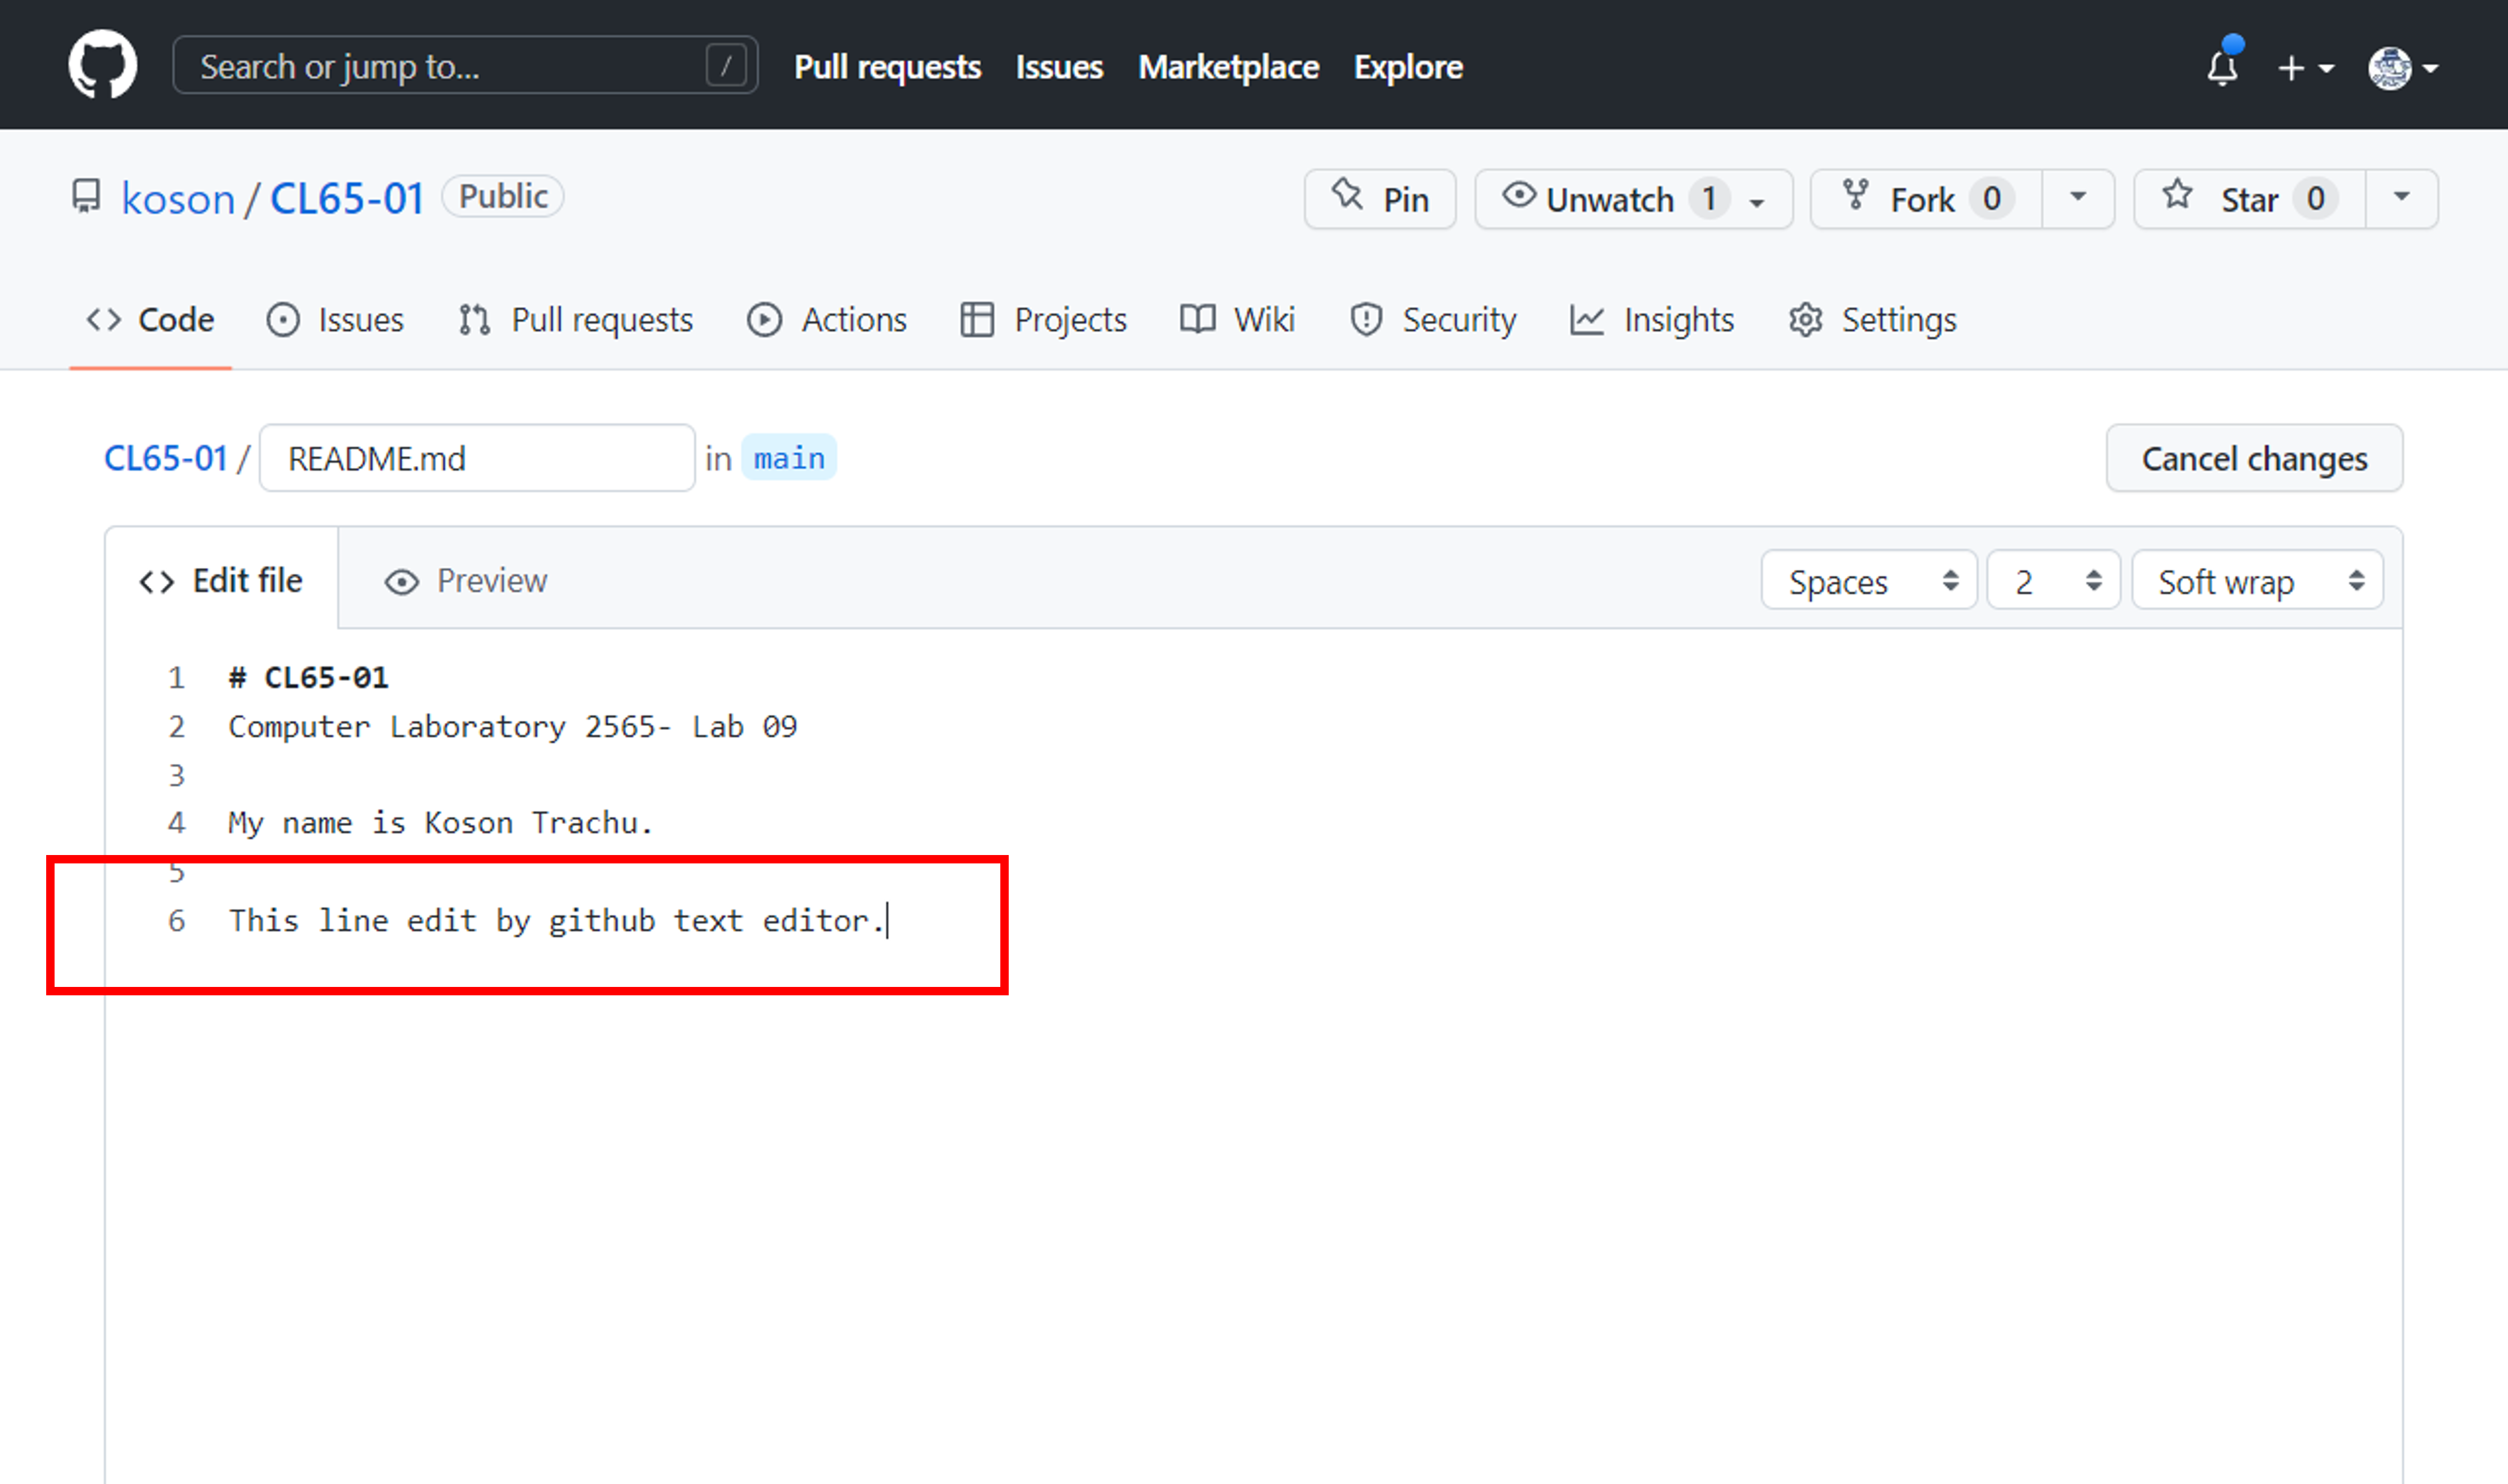 Search or jump to... /
Pull requests Issues Marketplace Explore
koson / CL65-01 Public
Pin Unwatch 1 Fork 0 Star 0
Code Issues Pull requests Actions Projects Wiki Security Insights Settings
CL65-01 / README.md in main Cancel changes
Edit file Preview Spaces 2 Soft wrap
1 # CL65-01
2 Computer Laboratory 2565- Lab 09
3
4 My name is Koson Trachu.
5
6 This line edit by github text editor.